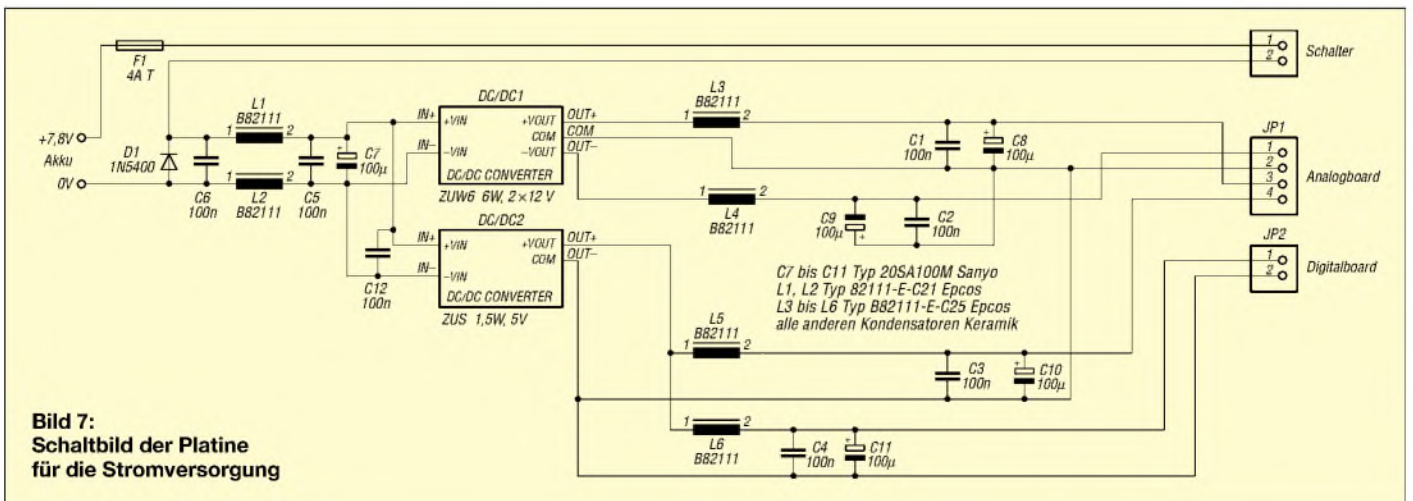 F1
4A T
1
2
Schalter
+7,8V
Akku
0V
D1
1N5400
C6
100n
L1
B82111
1
2
1
2
L2
B82111
C5
100n
C7
100µ
+
DC/DC1
IN+
+VIN
+VOUT
OUT+
COM
COM
IN–
–VIN
–VOUT
OUT–
DC/DC CONVERTER
ZUW6 6W, 2×12 V
DC/DC2
IN+
+VIN
+VOUT
OUT+
COM
OUT–
IN–
–VIN
DC/DC CONVERTER
ZUS 1,5W, 5V
C12
100n
L3
B82111
1
2
1
2
L4
B82111
C1
100n
+
C8
100µ
C9
100µ
+
C2
100n
JP1
1
2
3
4
Analogboard
JP2
1
2
Digitalboard
C7 bis C11 Typ 20SA100M Sanyo
L1, L2 Typ 82111-E-C21 Epcos
L3 bis L6 Typ B82111-E-C25 Epcos
alle anderen Kondensatoren Keramik
L5
B82111
1
2
C3
100n
+
C10
100µ
1
2
L6
B82111
C4
100n
+
C11
100µ
Bild 7:
Schaltbild der Platine
für die Stromversorgung